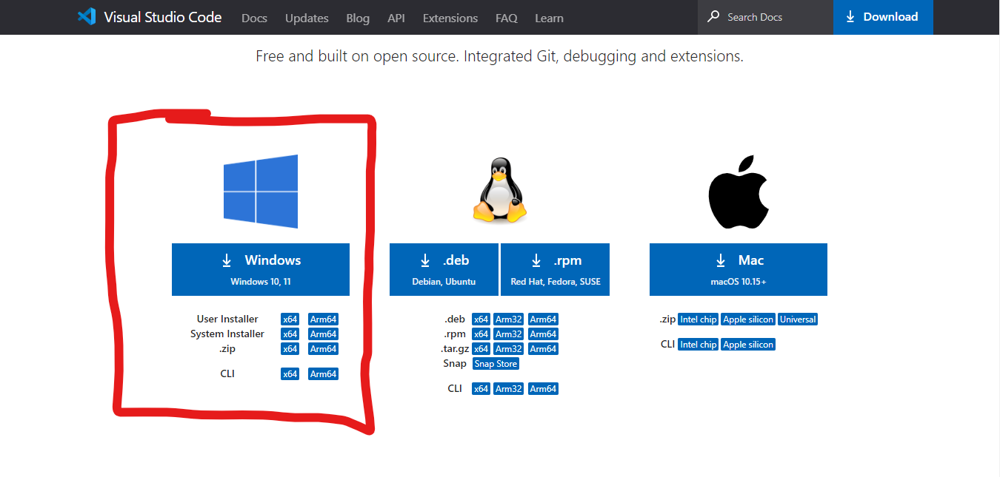 Visual Studio Code Docs Updates Blog API Extensions FAQ Learn Search Docs Download
Free and built on open source. Integrated Git, debugging and extensions.
Windows
Windows 10, 11
User Installer x64 Arm64
System Installer x64 Arm64
.zip x64 Arm64
CLI x64 Arm64
.deb
Debian, Ubuntu
.rpm
Red Hat, Fedora, SUSE
.deb x64 Arm32 Arm64
.rpm x64 Arm32 Arm64
.tar.gz x64 Arm32 Arm64
Snap Snap Store
CLI x64 Arm32 Arm64
Mac
macOS 10.15+
.zip Intel chip Apple silicon Universal
CLI Intel chip Apple silicon